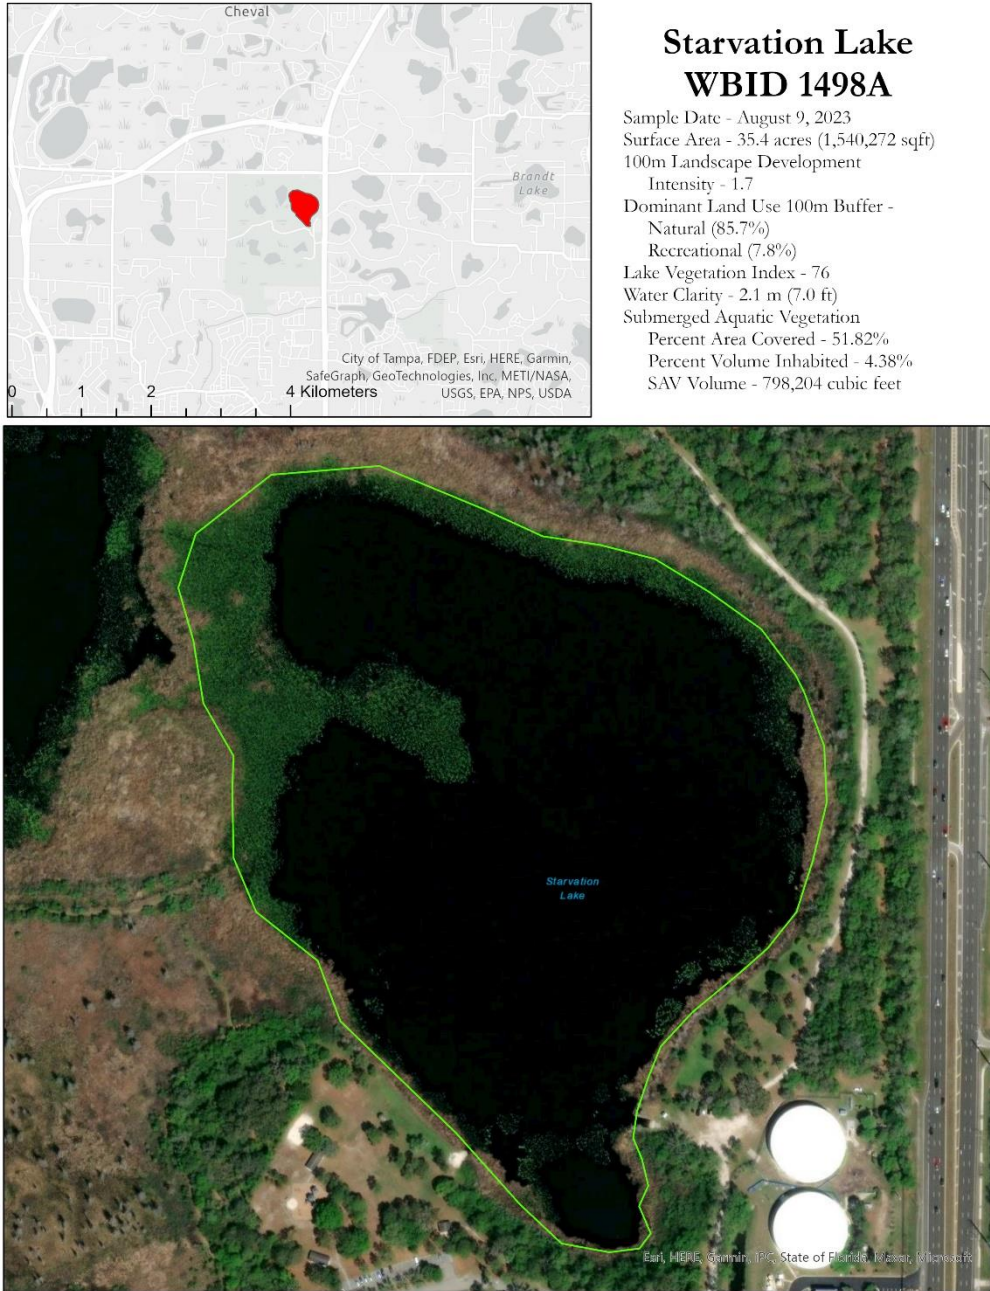 Cheval
Brandt
Lake
City of Tampa, FDEP, Esri, HERE, Garmin,
SafeGraph, GeoTechnologies, Inc, METI/NASA,
USGS, EPA, NPS, USDA
0 1 2 4 Kilometers
Starvation Lake
WBID 1498A
Sample Date - August 9, 2023
Surface Area - 35.4 acres (1,540,272 sqft)
100m Landscape Development
Intensity - 1.7
Dominant Land Use 100m Buffer -
Natural (85.7%)
Recreational (7.8%)
Lake Vegetation Index - 76
Water Clarity - 2.1 m (7.0 ft)
Submerged Aquatic Vegetation
Percent Area Covered - 51.82%
Percent Volume Inhabited - 4.38%
SAV Volume - 798,204 cubic feet
Starvation
Lake
Esri, HERE, Garmin, iPC, State of Florida, Maxar, Microsoft